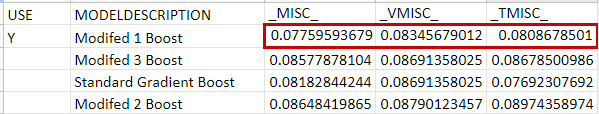 USE MODELDESCRIPTION _MISC_ _VMISC_ _TMISC_
Y Modifed 1 Boost 0.07759593679 0.08345679012 0.0808678501
Modifed 3 Boost 0.08577878104 0.08691358025 0.08678500986
Standard Gradient Boost 0.08182844244 0.08691358025 0.07692307692
Modifed 2 Boost 0.08648419865 0.08790123457 0.08974358974